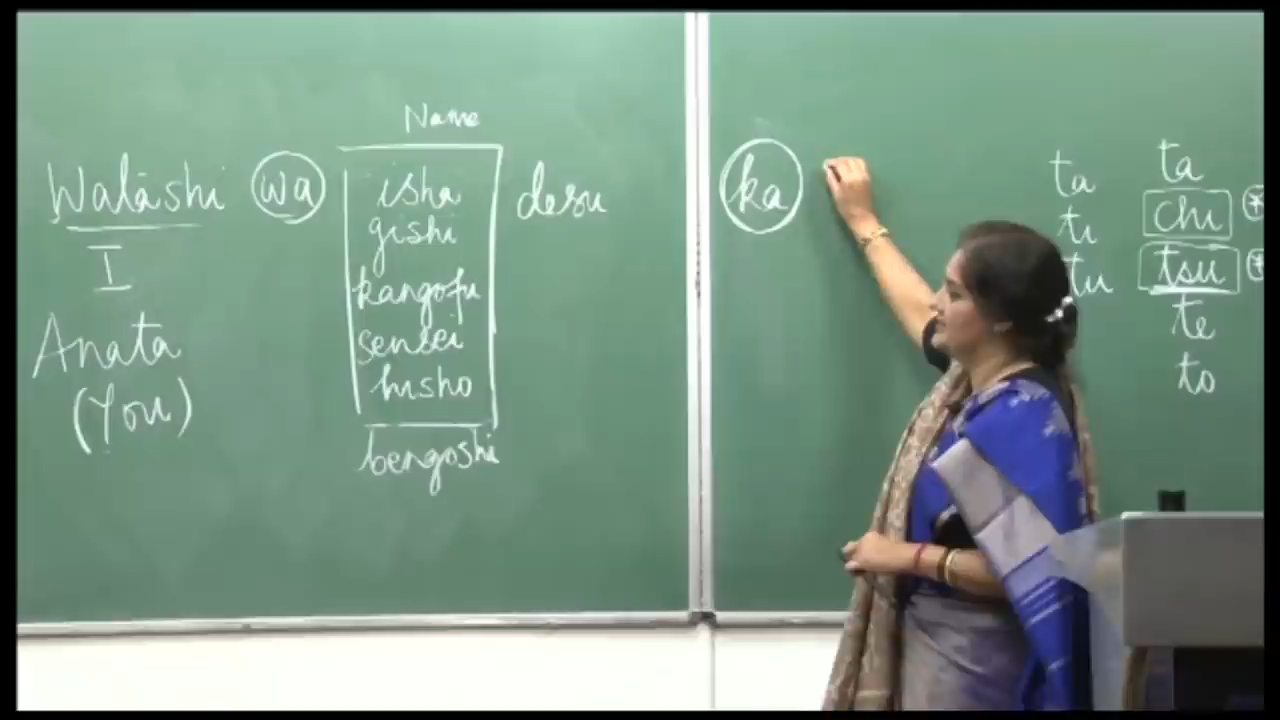 Name
Watāshi wa isha desu
I
gishi
kangofu
Anata
sensei
(You)
hisho
bengoshi
ka
ta ta
ti chi *
tu tsu *
te
to